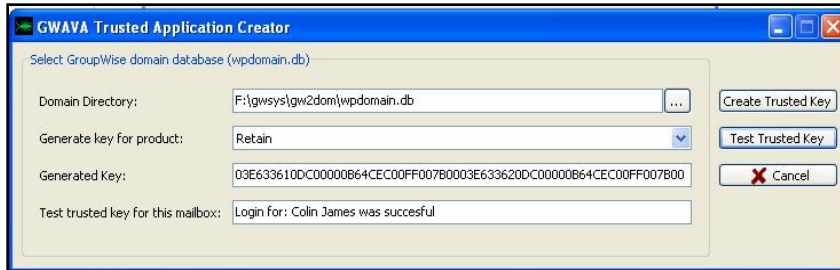 GWAVA Trusted Application Creator
Select GroupWise domain database (wpdomain.db)
Domain Directory: F:\gwsys\gw2dom\wpdomain.db ... Create Trusted Key
Generate key for product: Retain Test Trusted Key
Generated Key: 03E633610DC00000B64CEC00FF007B0003E633620DC00000B64CEC00FF007B00 Cancel
Test trusted key for this mailbox: Login for: Colin James was succesful